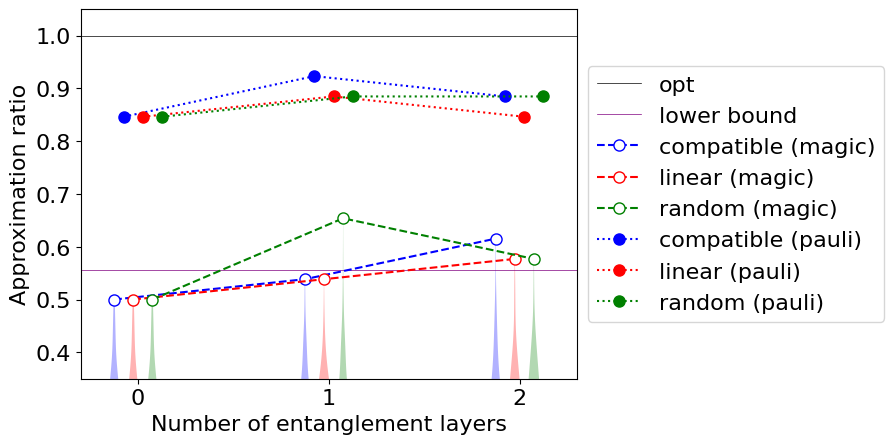 1.0
0.9
0.8
0.7
0.6
0.5
0.4
Approximation ratio
0 1 2
Number of entanglement layers
opt
lower bound
compatible (magic)
linear (magic)
random (magic)
compatible (pauli)
linear (pauli)
random (pauli)